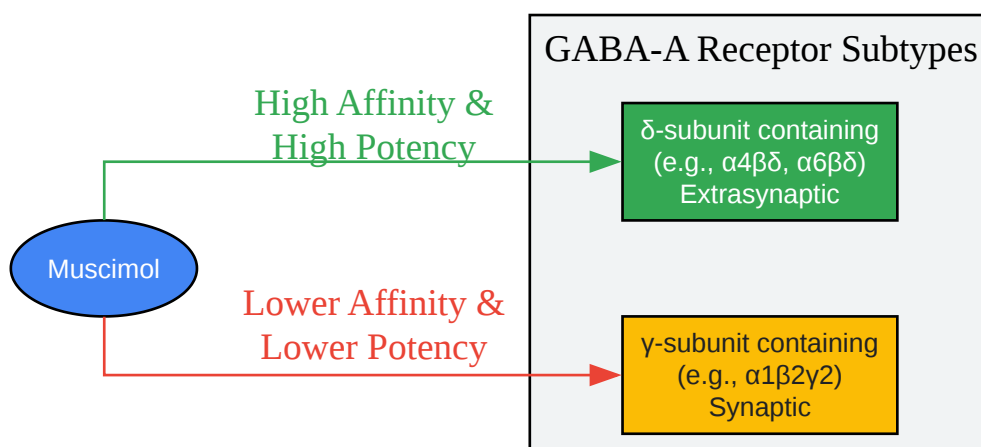 GABA-A Receptor Subtypes
High Affinity &
High Potency
δ-subunit containing
(e.g., α4βδ, α6βδ)
Extrasynaptic
Muscimol
Lower Affinity &
Lower Potency
γ-subunit containing
(e.g., α1β2γ2)
Synaptic